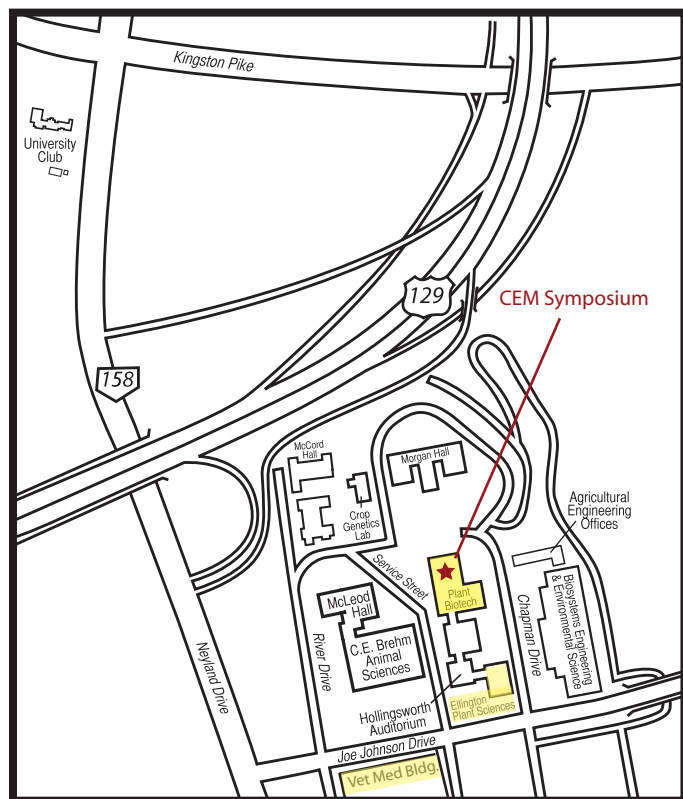 Kingston Pike
University
Club
129
CEM Symposium
158
McCord
Hall
Morgan Hall
Crop
Genetics
Lab
Agricultural
Engineering
Offices
Service Street
Plant
Biotech
McLeod
Hall
C.E. Brehm
Animal
Sciences
River Drive
Chapman Drive
Biosystems Engineering
& Environmental Science
Neyland Drive
Hollingsworth
Auditorium
Ellington
Plant Sciences
Joe Johnson Drive
Vet Med Bldg.